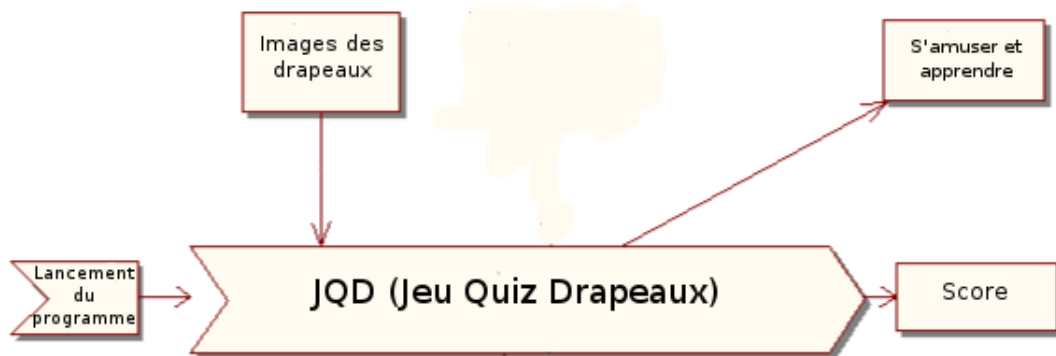 Images des
drapeaux
S'amuser et
apprendre
Lancement
du
programme
JQD (Jeu Quiz Drapeaux)
Score